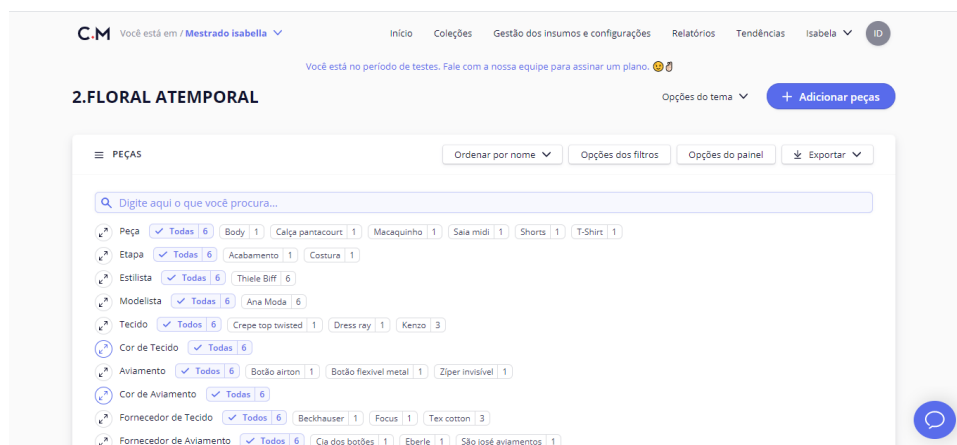 C.M Você está em / Mestrado isabella Início Coleções Gestão dos insumos e configurações Relatórios Tendências Isabela ID
Você está no período de testes. Fale com a nossa equipe para assinar um plano. 😉✌
2.FLORAL ATEMPORAL Opções do tema + Adicionar peças
PEÇAS Ordenar por nome Opções dos filtros Opções do painel Exportar
Digite aqui o que você procura...
Peça ✓ Todas 6 Body 1 Calça pantacourt 1 Macaquinho 1 Saia midi 1 Shorts 1 T-Shirt 1
Etapa ✓ Todas 6 Acabamento 1 Costura 1
Estilista ✓ Todas 6 Thiele Biff 6
Modelista ✓ Todas 6 Ana Moda 6
Tecido ✓ Todos 6 Crepe top twisted 1 Dress ray 1 Kenzo 3
Cor de Tecido ✓ Todas 6
Aviamento ✓ Todos 6 Botão airton 1 Botão flexivel metal 1 Zíper invisível 1
Cor de Aviamento ✓ Todas 6
Fornecedor de Tecido ✓ Todos 6 Beckhauser 1 Focus 1 Tex cotton 3
Fornecedor de Aviamento ✓ Todos 6 Cia dos botões 1 Eberle 1 São josé aviamentos 1